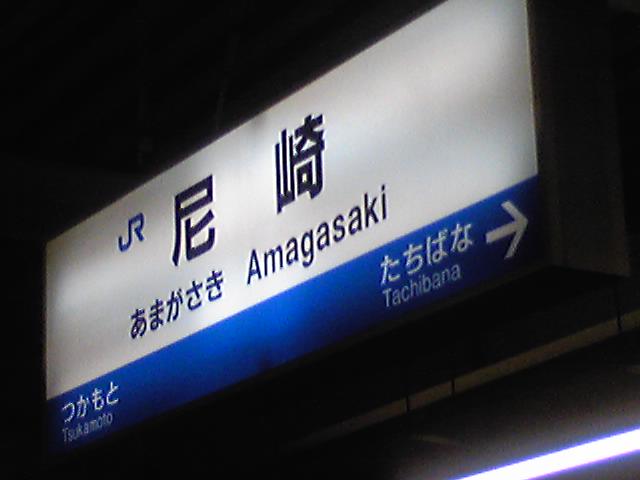 JR 尼崎
あまがさき Amagasaki
たちばな →
Tachibana
つかもと
Tsukamoto